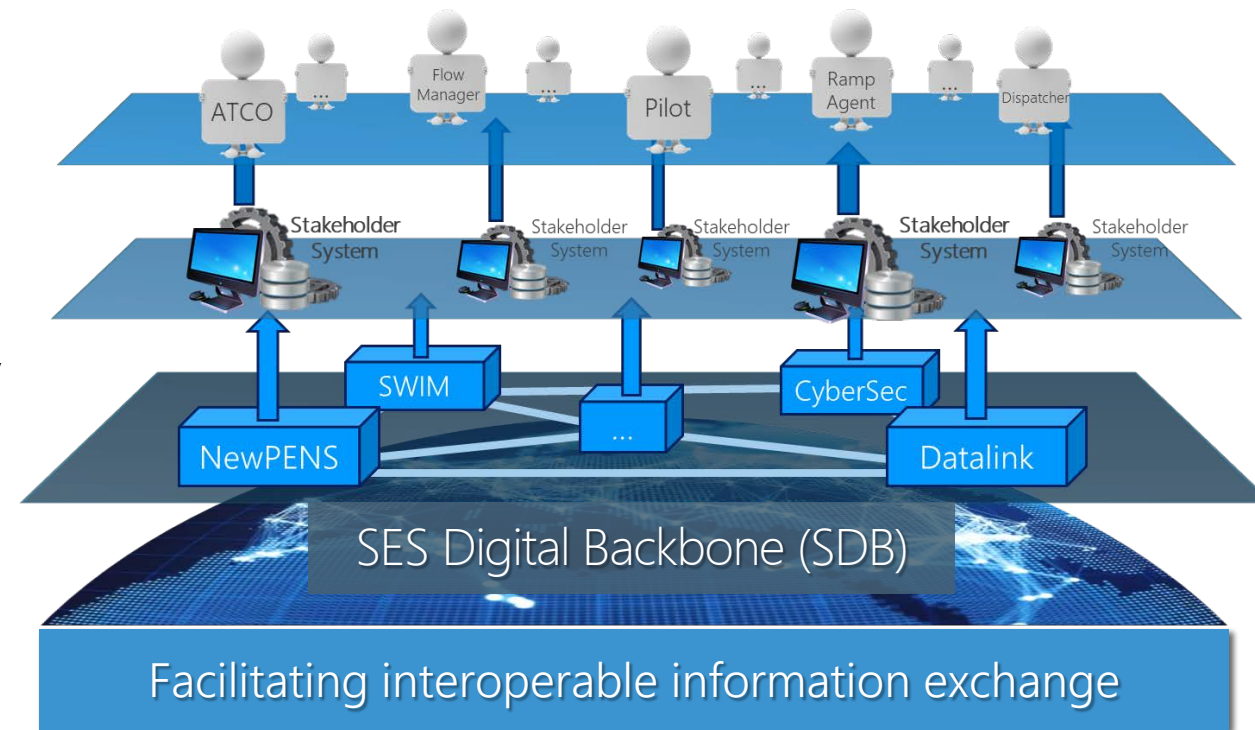 ATCO
...
Flow
Manager
...
Pilot
...
Ramp
Agent
...
Dispatcher
Stakeholder
System
Stakeholder
System
Stakeholder
System
Stakeholder
System
Stakeholder
System
SWIM
CyberSec
...
NewPENS
Datalink
SES Digital Backbone (SDB)
Facilitating interoperable information exchange